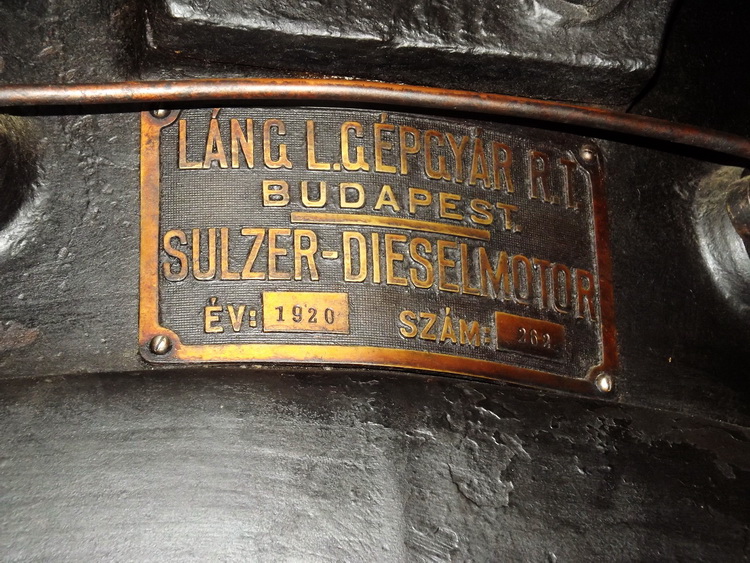 LÁNG L.GÉPGYÁR R.T.
BUDAPEST.
SULZER-DIESELMOTOR
ÉV: 1920 SZÁM: 262